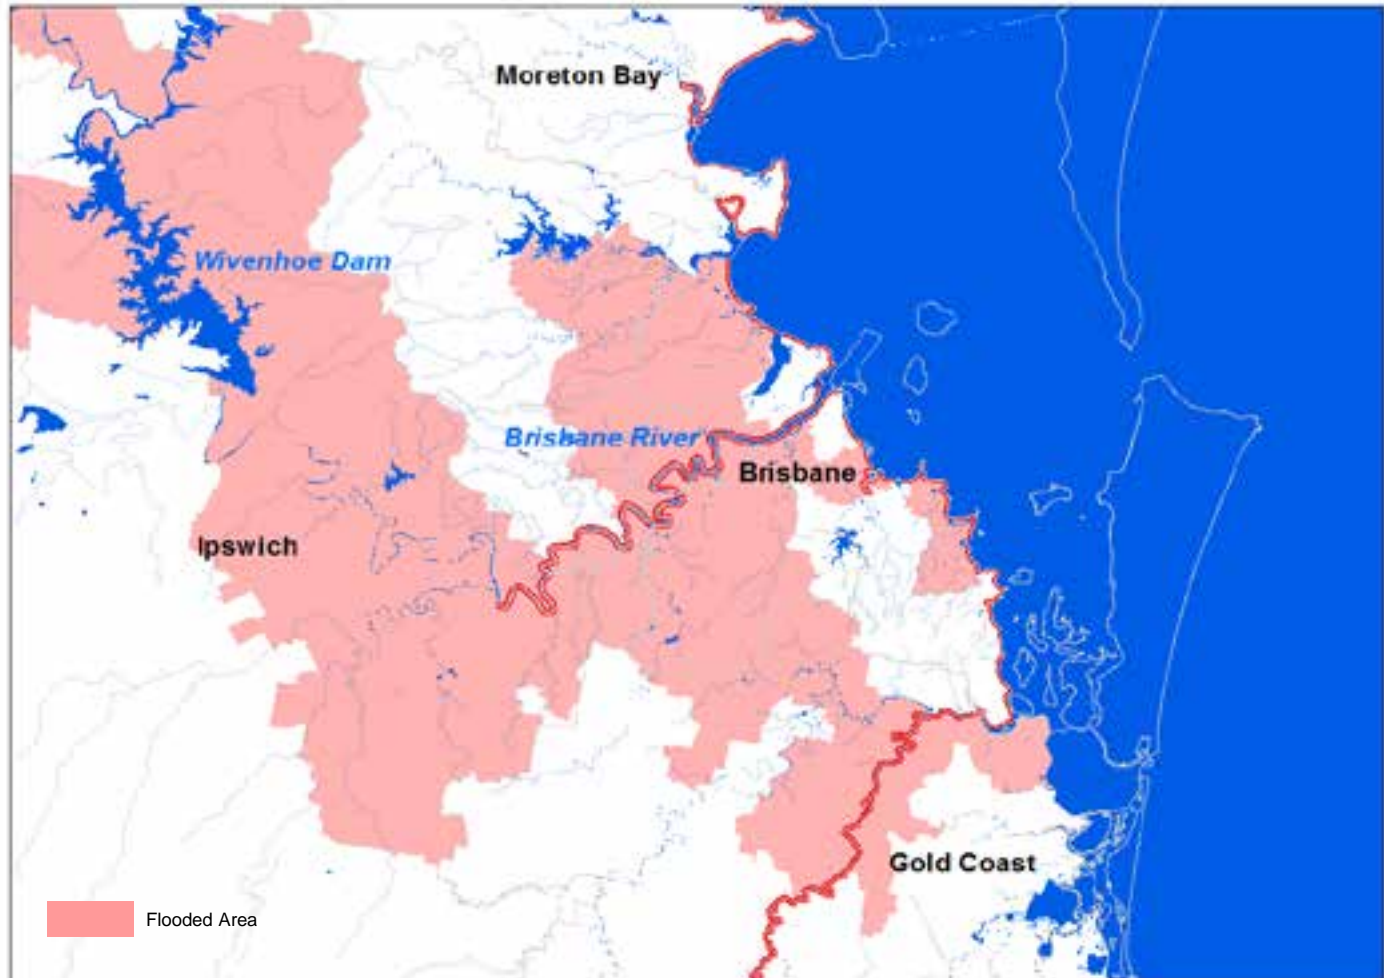 Moreton Bay
Wivenhoe Dam
Brisbane River
Brisbane
Ipswich
Gold Coast
Flooded Area